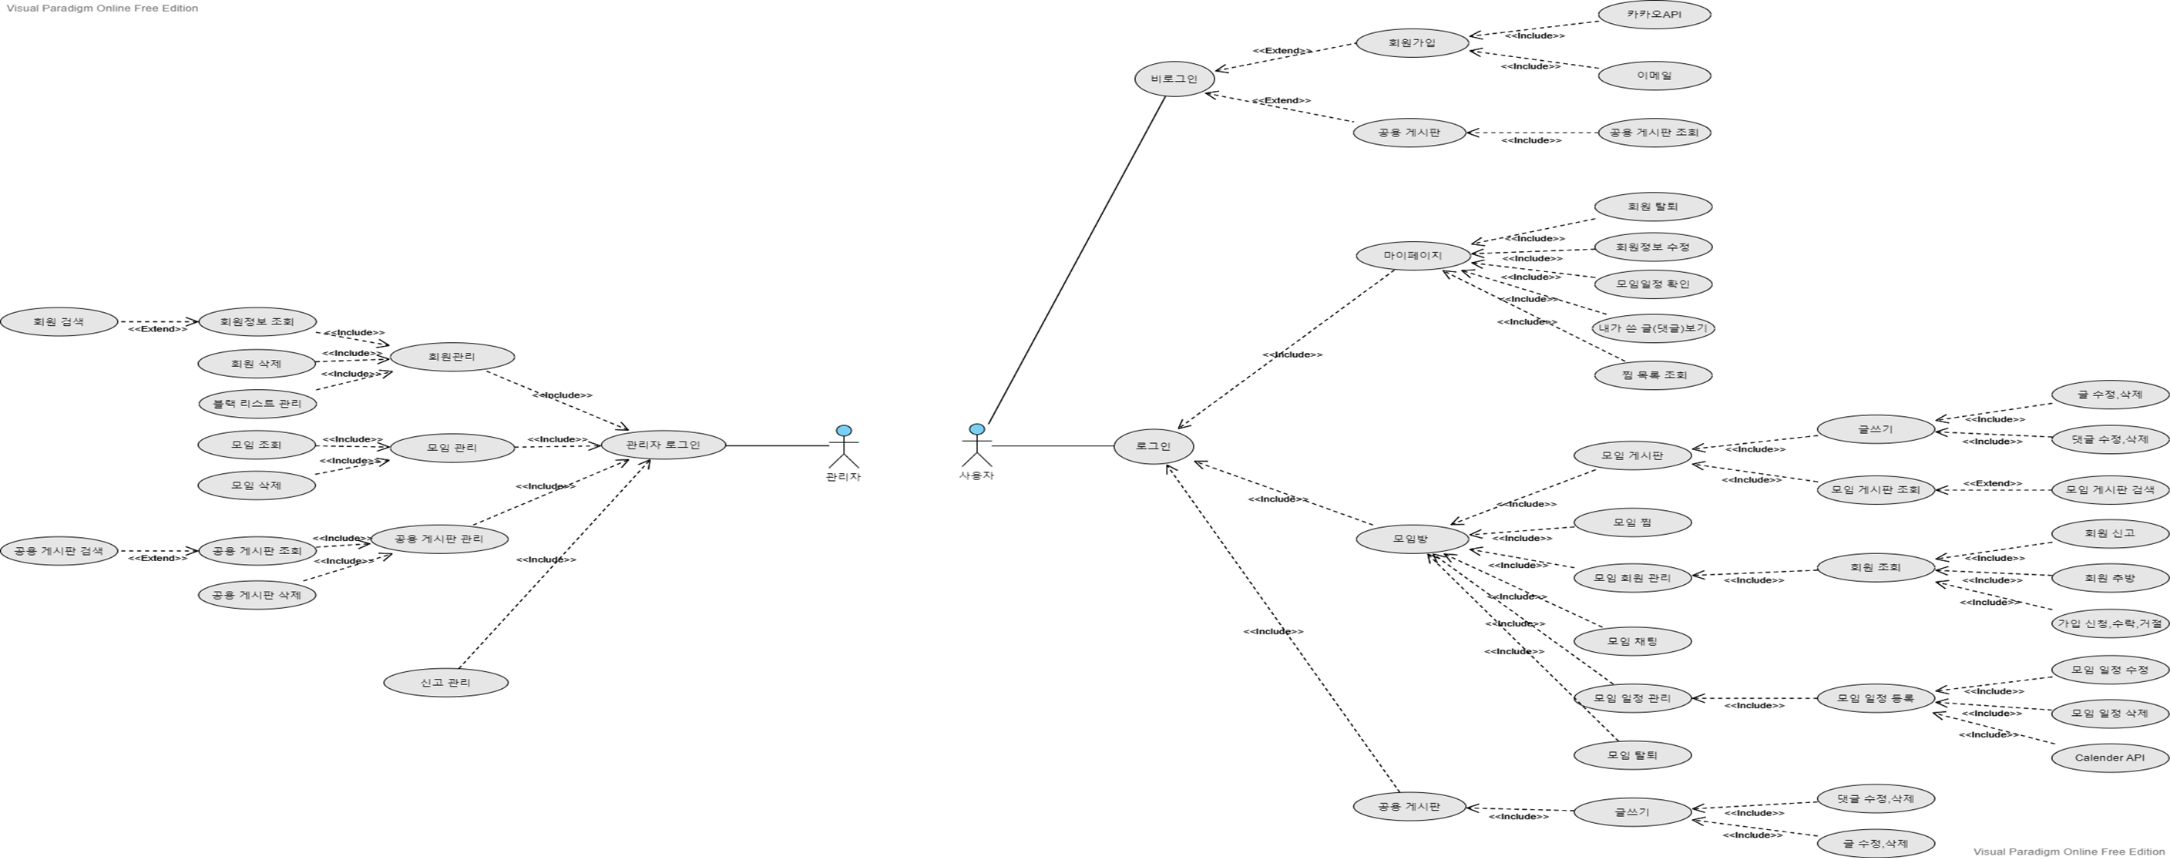 Visual Paradigm Online Free Edition
카카오API
<<Include>>
회원가입
<<Extend>>
<<Include>>
이메일
비로그인
<<Extend>>
공용 게시판
<<Include>>
공용 게시판 조회
회원 탈퇴
<<Include>>
회원정보 수정
마이페이지
<<Include>>
<<Include>>
모임일정 확인
<<Include>>
내가 쓴 글(댓글)보기
<<Include>>
찜 목록 조회
<<Include>>
회원 검색
<<Extend>>
회원정보 조회
<<Include>>
<<Include>>
회원 삭제
<<Include>>
블랙 리스트 관리
회원관리
<<Include>>
모임 조회
<<Include>>
<<Include>>
모임 삭제
모임 관리
<<Include>>
관리자 로그인
관리자
사용자
로그인
<<Include>>
<<Include>>
공용 게시판 검색
<<Extend>>
공용 게시판 조회
<<Include>>
<<Include>>
공용 게시판 삭제
공용 게시판 관리
<<Include>>
신고 관리
글 수정,삭제
<<Include>>
글쓰기
<<Include>>
댓글 수정,삭제
모임 게시판
<<Include>>
<<Include>>
모임 게시판 조회
<<Extend>>
모임 게시판 검색
<<Include>>
모임 찜
<<Include>>
모임방
<<Include>>
모임 회원 관리
<<Include>>
회원 조회
회원 신고
<<Include>>
<<Include>>
회원 추방
<<Include>>
가입 신청,수락,거절
<<Include>>
<<Include>>
모임 채팅
<<Include>>
<<Include>>
모임 일정 관리
<<Include>>
모임 일정 등록
모임 일정 수정
<<Include>>
<<Include>>
모임 일정 삭제
<<Include>>
Calender API
모임 탈퇴
공용 게시판
<<Include>>
글쓰기
<<Include>>
댓글 수정,삭제
<<Include>>
글 수정,삭제
Visual Paradigm Online Free Edition